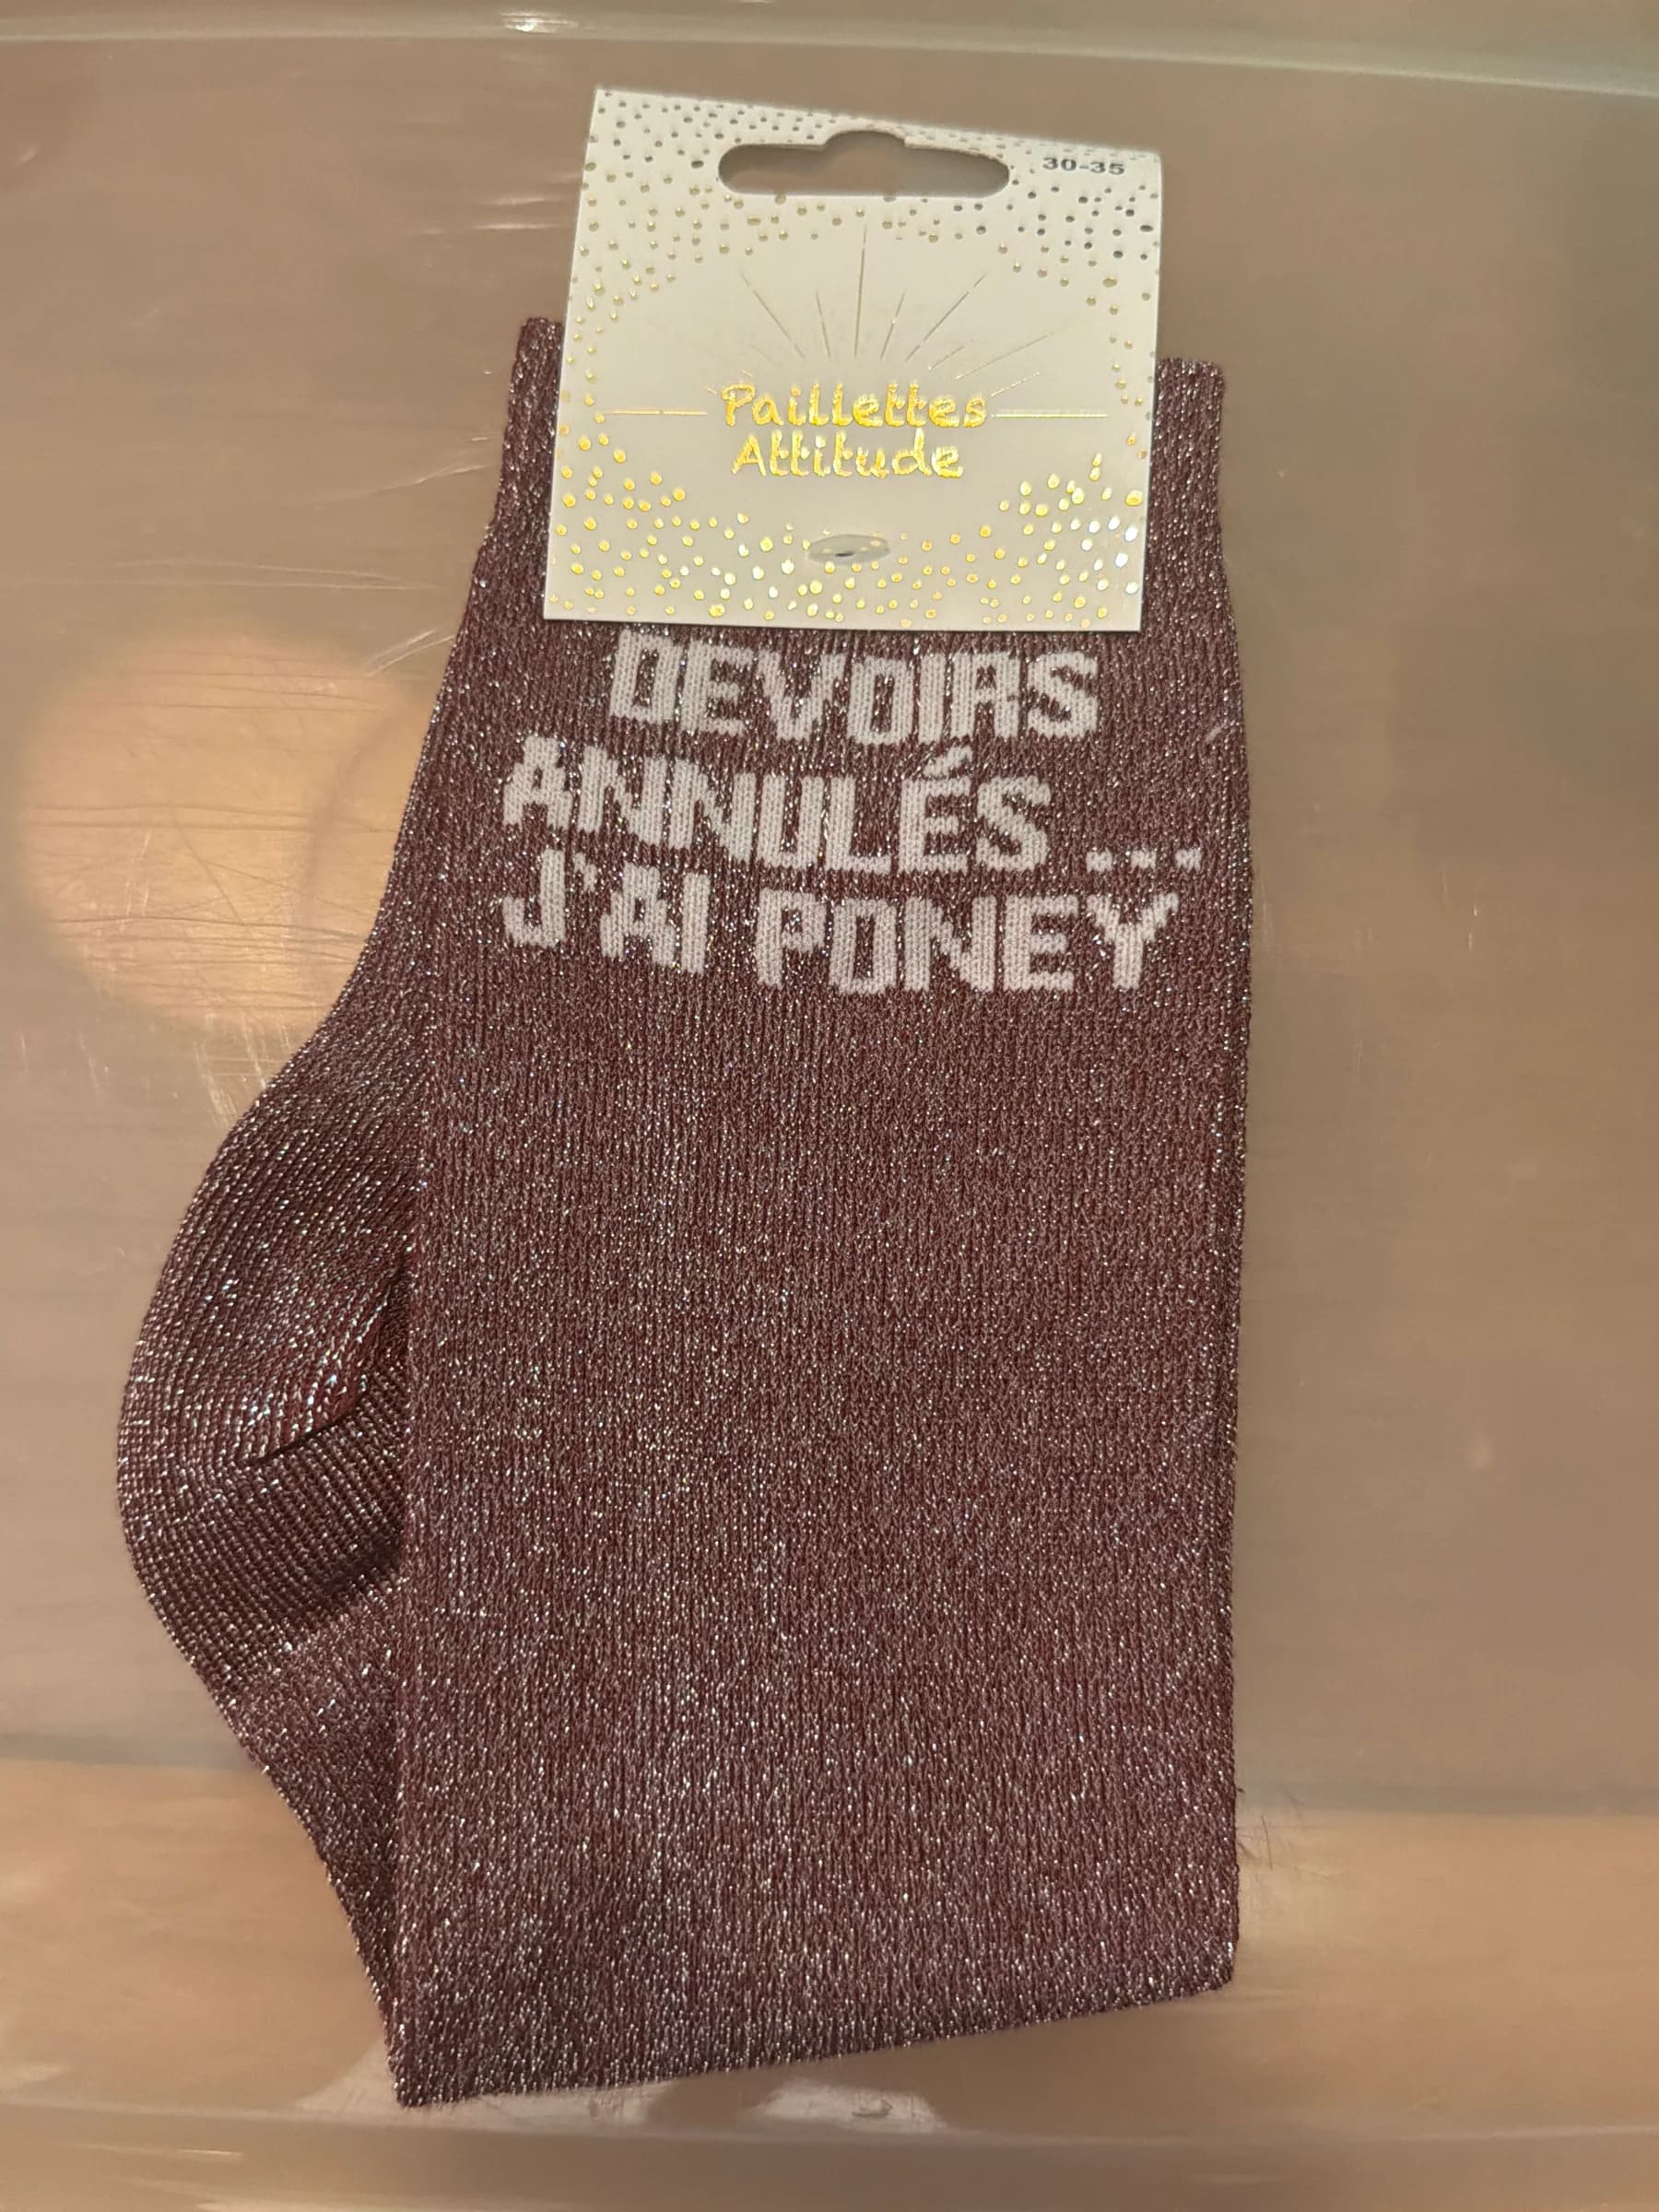 30-35
Paillettes
Attitude
DEVOIRS
ANNULÉS ...
J'AI PONEY